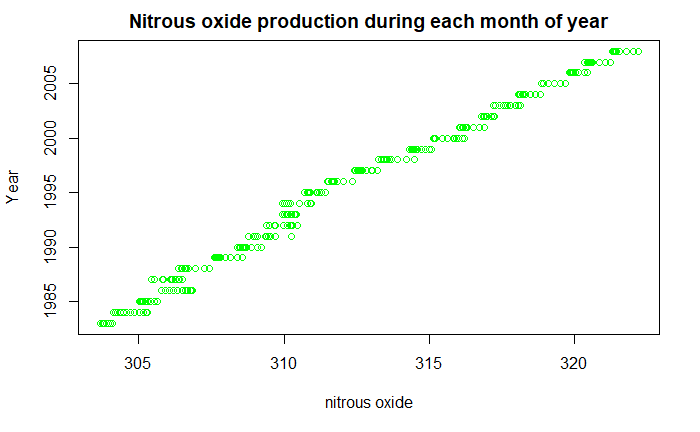 Nitrous oxide production during each month of year
Year
2005
2000
1995
1990
1985
305 310 315 320
nitrous oxide